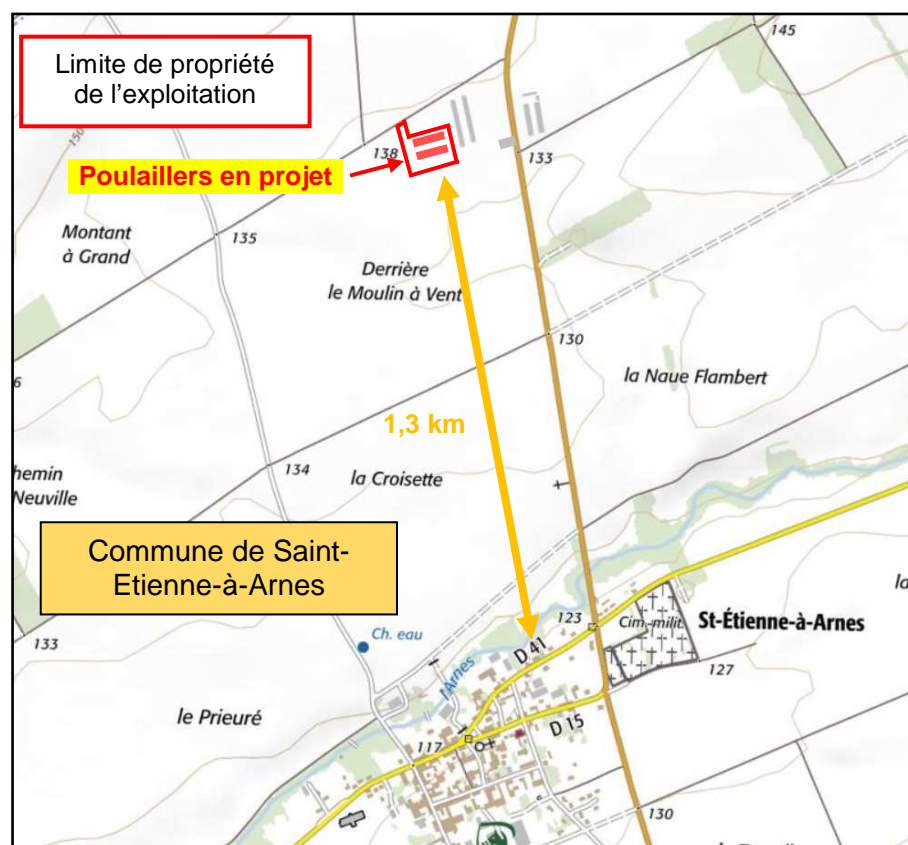 Limite de propriété
de l'exploitation
145
150
138
133
Poulaillers en projet
Montant
à Grand
135
Derrière
le Moulin à Vent
130
la Naue Flambert
1,3 km
134
la Croisette
hemin
Neuville
Commune de Saint-
Etienne-à-Arnes
133
Ch. eau
123
Cim. milit.
St-Étienne-à-Arnes
D 41
l'Arnes
127
le Prieuré
D 15
117
130